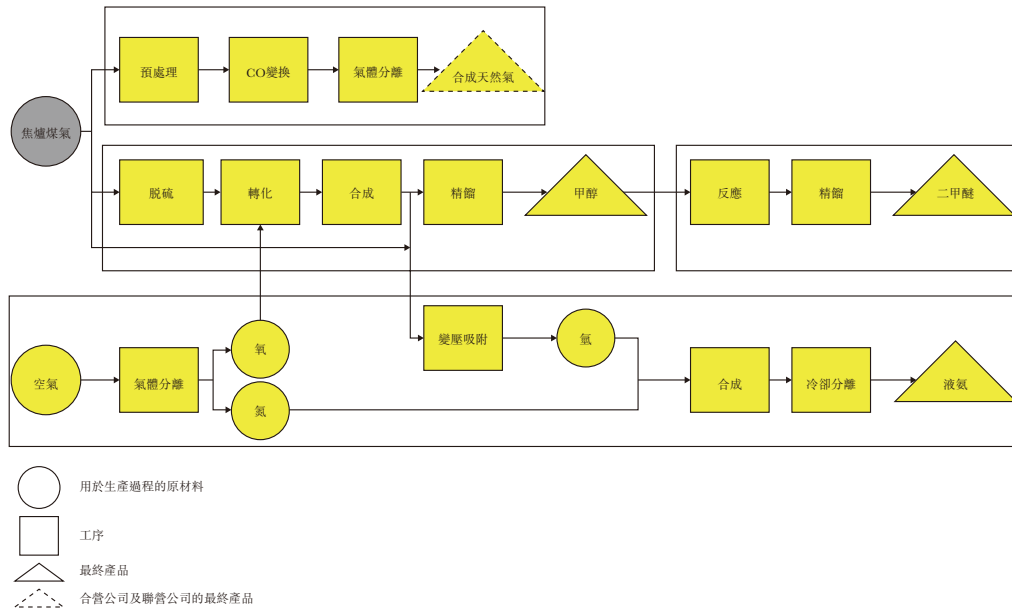 預處理
CO變換
氣體分離
合成天然氣
焦爐煤氣
脱硫
轉化
合成
精餾
甲醇
反應
精餾
二甲醚
空氣
氣體分離
氧
氮
變壓吸附
氫
合成
冷卻分離
液氨
用於生產過程的原材料
工序
最終產品
合營公司及聯營公司的最終產品